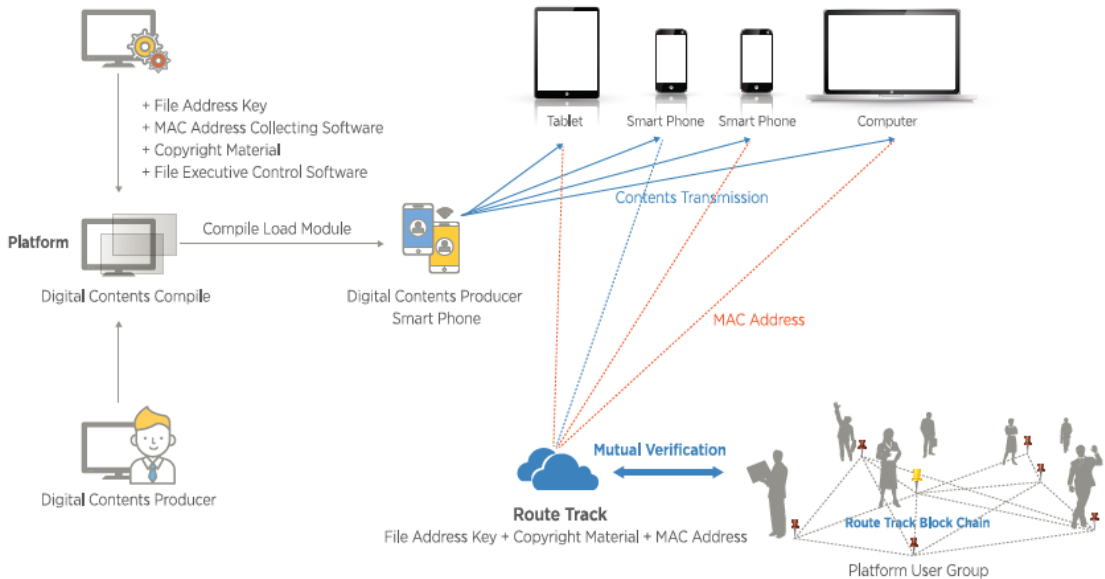 + File Address Key
+ MAC Address Collecting Software
+ Copyright Material
+ File Executive Control Software
Tablet
Smart Phone
Smart Phone
Computer
Contents Transmission
Platform
Compile Load Module
Digital Contents Compile
Digital Contents Producer
Smart Phone
MAC Address
Digital Contents Producer
Mutual Verification
Route Track
File Address Key + Copyright Material + MAC Address
Route Track Block Chain
Platform User Group